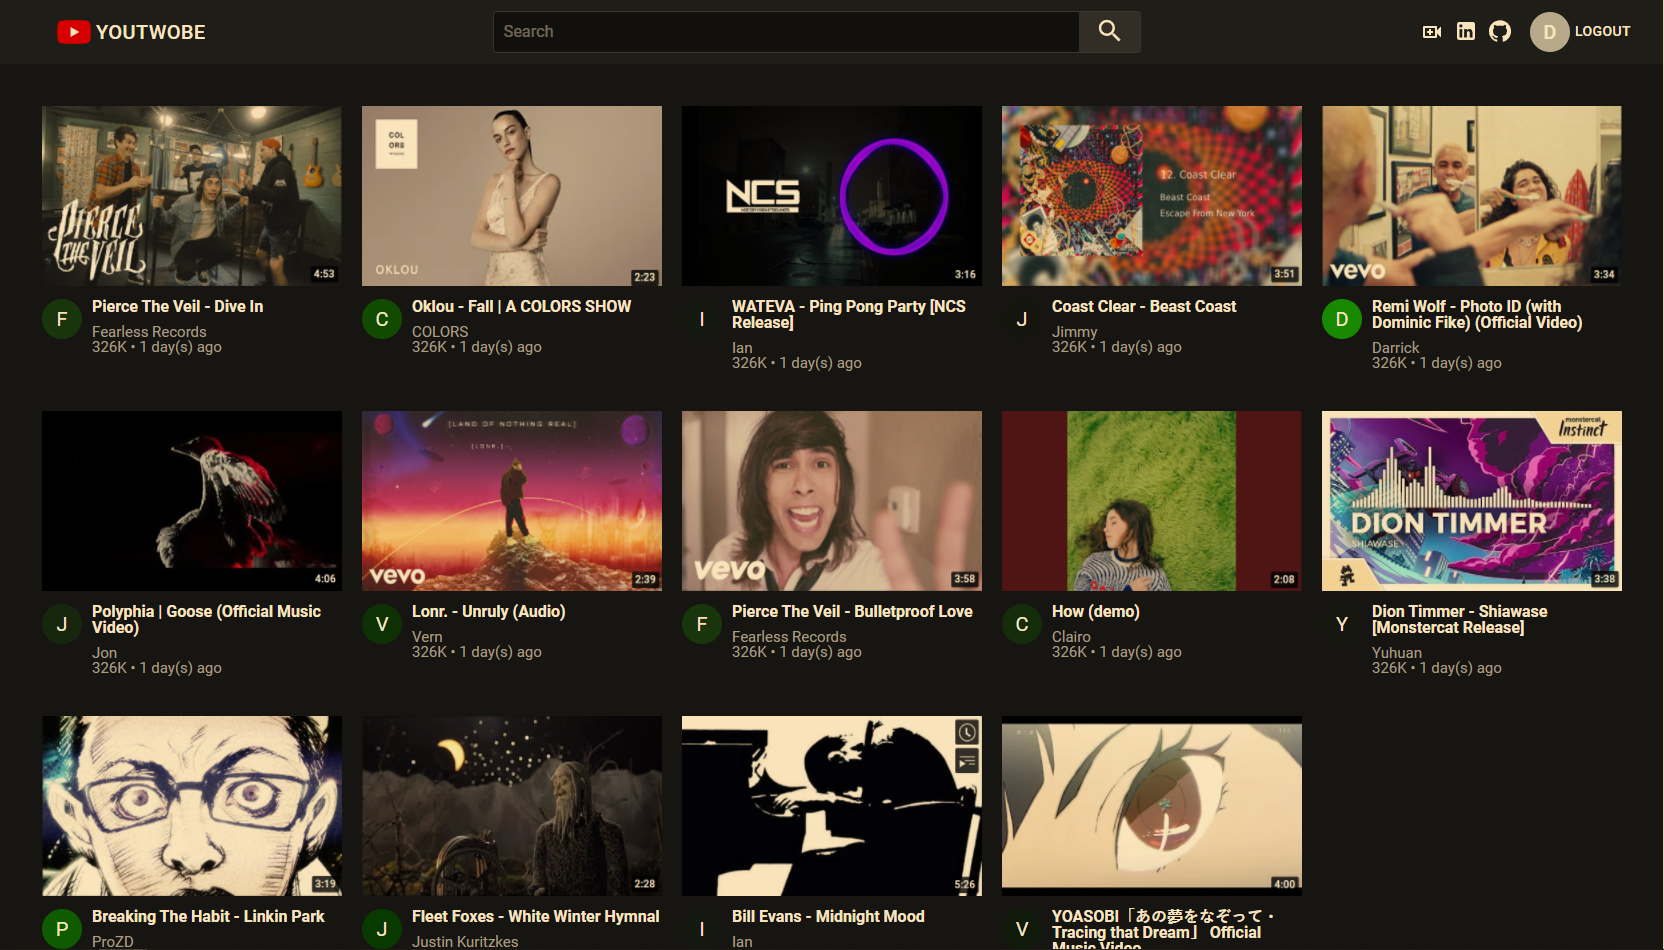 YOUTWOBE
Search
D
LOGOUT
PIERCE
THE VEIL
4:53
COL
ORS
OKLOU
2:23
NCS
3:16
12. Coast Clear
Beast Coast
Escape From New York
3:51
vevo
3:34
F
Pierce The Veil - Dive In
Fearless Records
326K • 1 day(s) ago
C
Oklou - Fall | A COLORS SHOW
COLORS
326K • 1 day(s) ago
I
WATEVA - Ping Pong Party [NCS
Release]
Ian
326K • 1 day(s) ago
J
Coast Clear - Beast Coast
Jimmy
326K • 1 day(s) ago
D
Remi Wolf - Photo ID (with
Dominic Fike) (Official Video)
Darrick
326K • 1 day(s) ago
4:06
[LAND OF NOTHING REAL]
[LONR.]
vevo
2:39
vevo
3:58
2:08
monstercat
Instinct
DION TIMMER
SHIAWASE
3:38
J
Polyphia | Goose (Official Music
Video)
Jon
326K • 1 day(s) ago
V
Lonr. - Unruly (Audio)
Vern
326K • 1 day(s) ago
F
Pierce The Veil - Bulletproof Love
Fearless Records
326K • 1 day(s) ago
C
How (demo)
Clairo
326K • 1 day(s) ago
Y
Dion Timmer - Shiawase
[Monstercat Release]
Yuhuan
326K • 1 day(s) ago
3:19
2:28
5:26
4:00
P
Breaking The Habit - Linkin Park
ProZD
J
Fleet Foxes - White Winter Hymnal
Justin Kuritzkes
I
Bill Evans - Midnight Mood
Ian
V
YOASOBI「あの夢をなぞって・
Tracing that Dream」 Official
Music Video